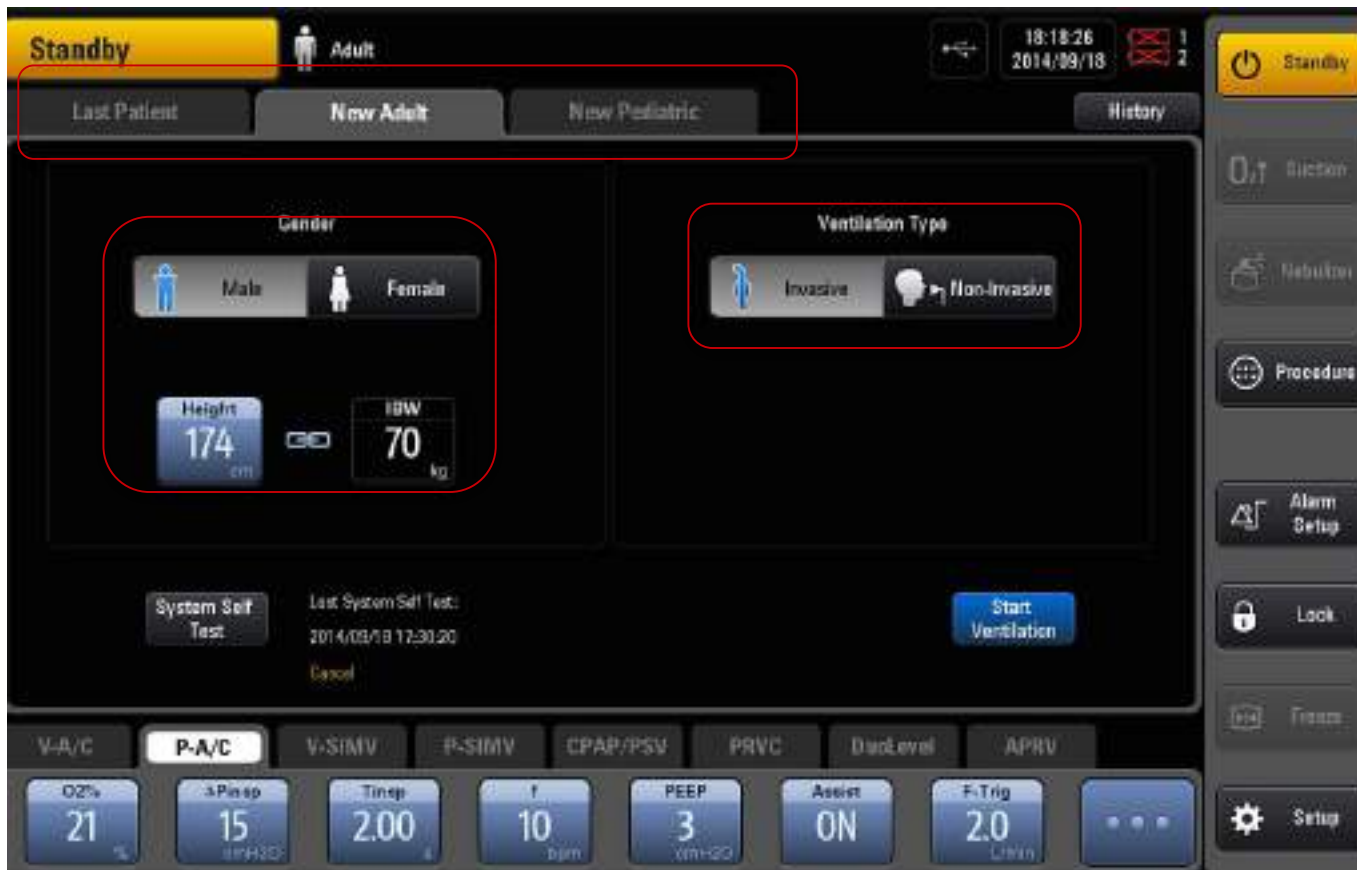 Standby
Adult
18:18:26
2014/09/18
1
2
Last Patient
New Adult
New Pediatric
History
Gender
Male
Female
Height
174
cm
IBW
70
kg
Ventilation Type
Invasive
Non-Invasive
System Self
Test
Last System Self Test:
2014/09/18 17:30:20
Cancel
Start
Ventilation
V-A/C
P-A/C
V-SIMV
P-SIMV
CPAP/PSV
PRVC
DuoLevel
APRV
O2%
21
%
△Pinsp
15
cmH2O
Tinsp
2.00
s
f
10
bpm
PEEP
3
cmH2O
Assist
ON
F-Trig
2.0
L/min
Standby
O₂↑ Suction
Nebulizer
Procedure
Alarm
Setup
Lock
Freeze
Setup